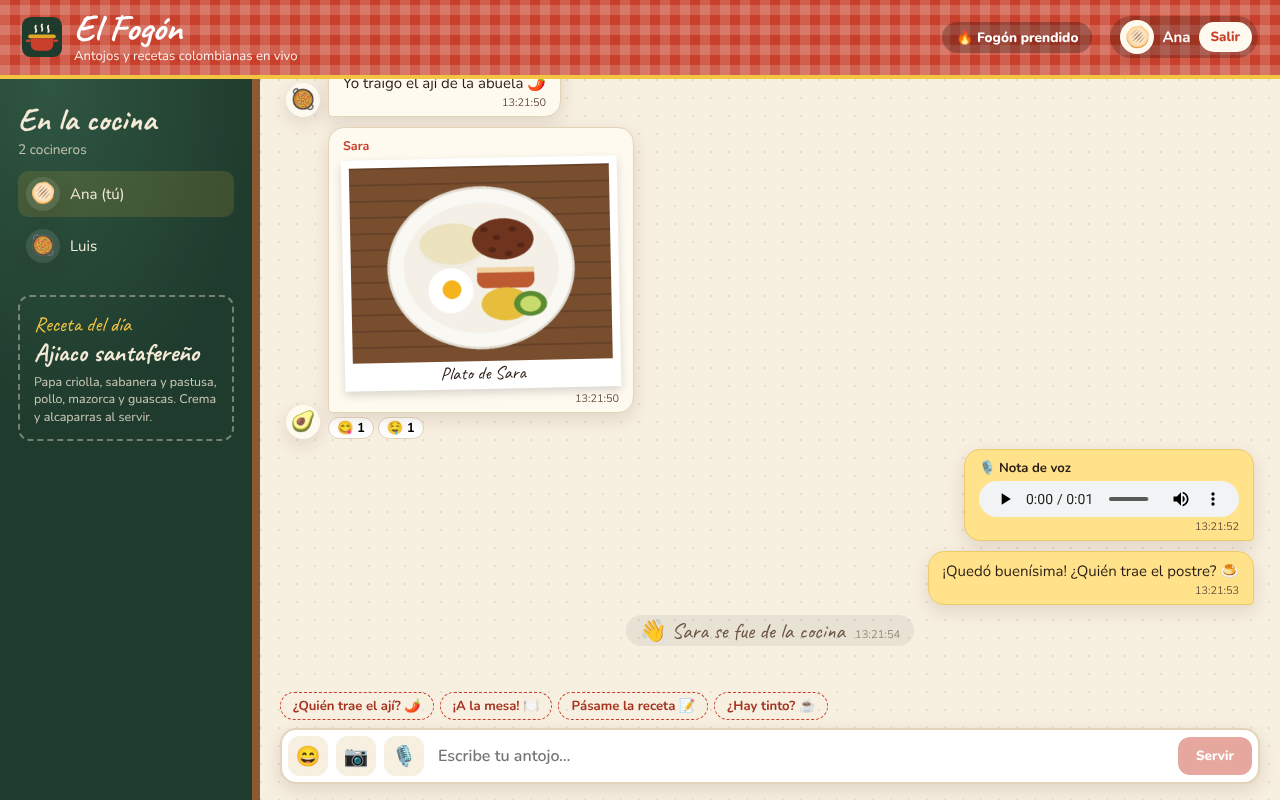 El Fogón
Antojos y recetas colombianas en vivo
🔥 Fogón prendido
Ana
Salir
En la cocina
2 cocineros
Ana (tú)
Luis
Receta del día
Ajiaco santafereño
Papa criolla, sabanera y pastusa,
pollo, mazorca y guascas. Crema
y alcaparras al servir.
Yo traigo el ají de la abuela 🌶️
13:21:50
Sara
Plato de Sara
13:21:50
😋 1
🤤 1
🎙️ Nota de voz
0:00 / 0:01
13:21:52
¡Quedó buenísima! ¿Quién trae el postre? 🍮
13:21:53
👋 Sara se fue de la cocina 13:21:54
¿Quién trae el ají? 🌶️
¡A la mesa! 🍽️
Pásame la receta 📝
¿Hay tinto? ☕
Escribe tu antojo...
Servir